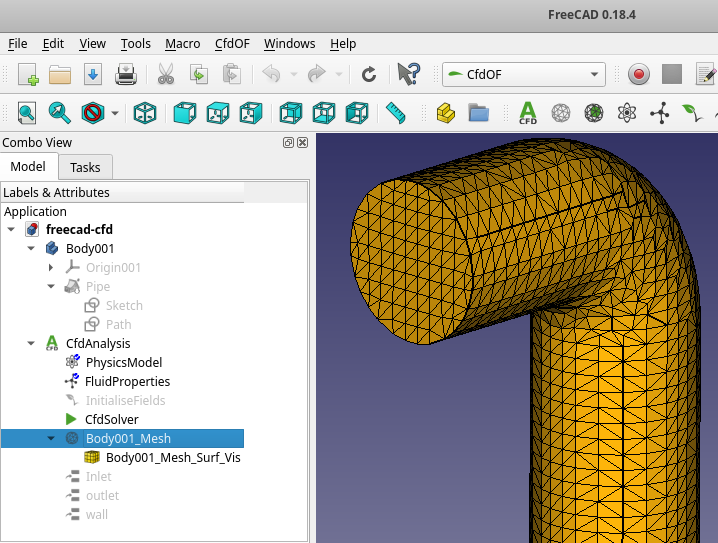 FreeCAD 0.18.4
File Edit View Tools Macro CfdOF Windows Help
CfdOF
A
CFD
Combo View
Model Tasks
Labels & Attributes
Application
freecad-cfd
Body001
Origin001
Pipe
Sketch
Path
CfdAnalysis
PhysicsModel
FluidProperties
InitialiseFields
CfdSolver
Body001_Mesh
Body001_Mesh_Surf_Vis
Inlet
outlet
wall